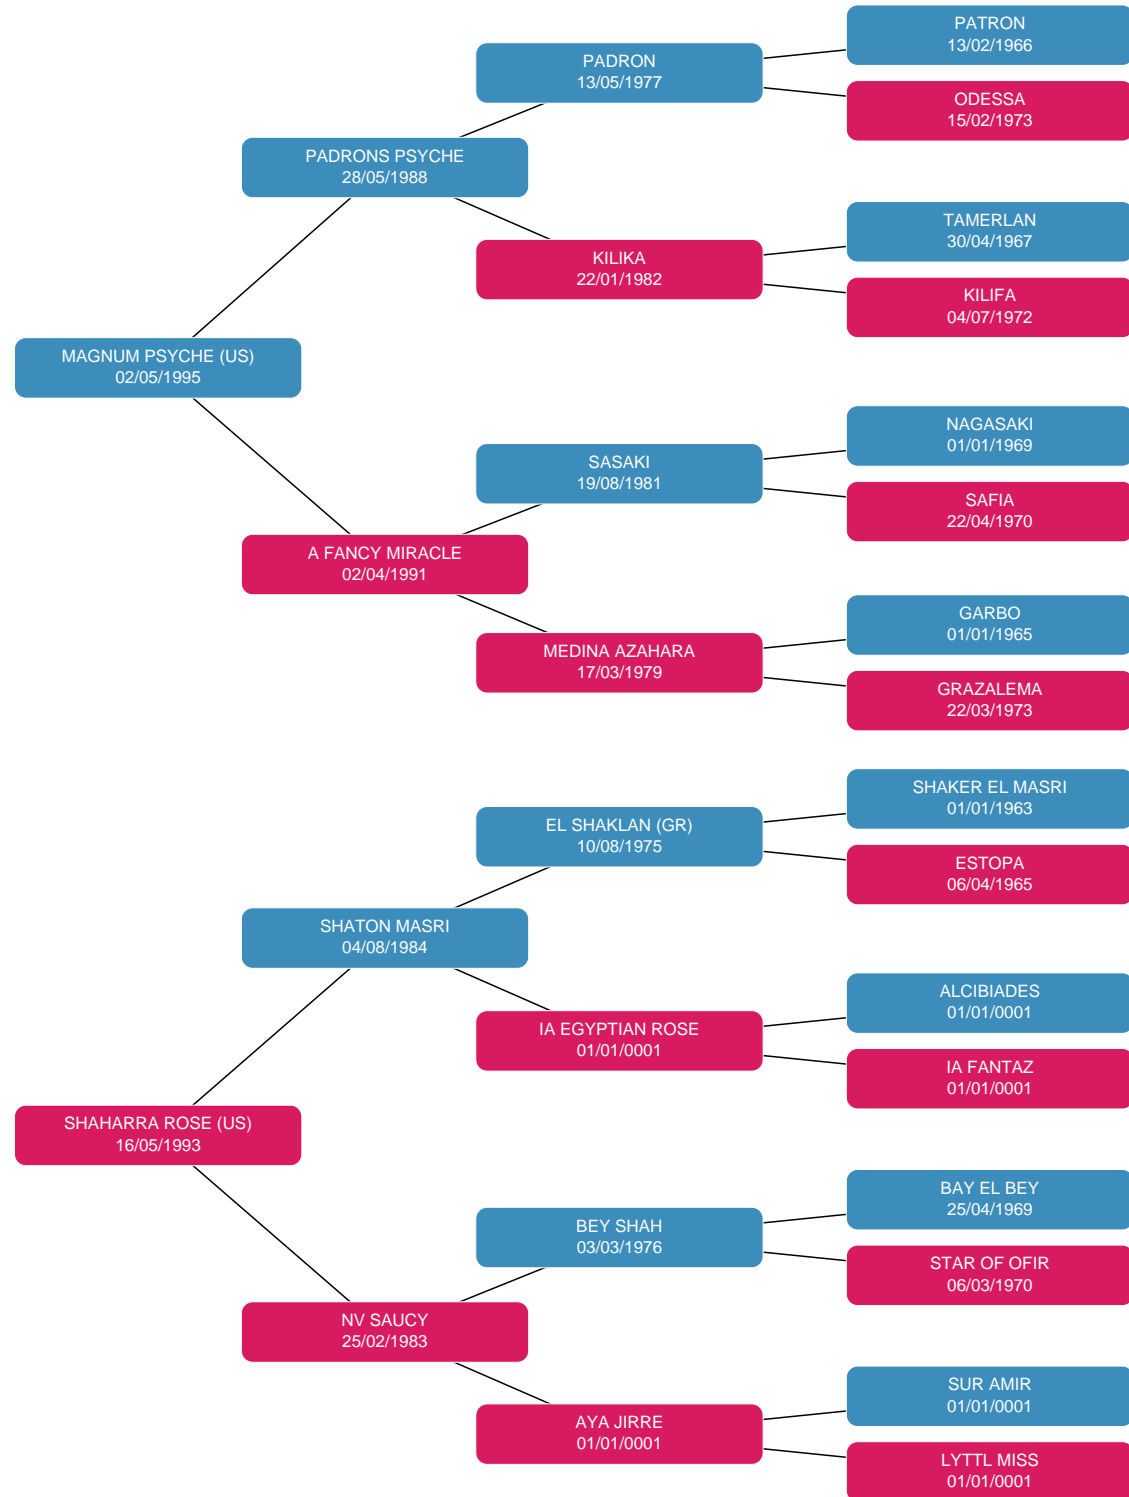 PATRON
13/02/1966
PADRON
13/05/1977
ODESSA
15/02/1973
PADRONS PSYCHE
28/05/1988
TAMERLAN
30/04/1967
KILIKA
22/01/1982
KILIFA
04/07/1972
MAGNUM PSYCHE (US)
02/05/1995
NAGASAKI
01/01/1969
SASAKI
19/08/1981
SAFIA
22/04/1970
A FANCY MIRACLE
02/04/1991
GARBO
01/01/1965
MEDINA AZAHARA
17/03/1979
GRAZALEMA
22/03/1973
SHAKER EL MASRI
01/01/1963
EL SHAKLAN (GR)
10/08/1975
ESTOPA
06/04/1965
SHATON MASRI
04/08/1984
ALCIBIADES
01/01/0001
IA EGYPTIAN ROSE
01/01/0001
IA FANTAZ
01/01/0001
SHAHARRA ROSE (US)
16/05/1993
BAY EL BEY
25/04/1969
BEY SHAH
03/03/1976
STAR OF OFIR
06/03/1970
NV SAUCY
25/02/1983
SUR AMIR
01/01/0001
AYA JIRRE
01/01/0001
LYTTL MISS
01/01/0001